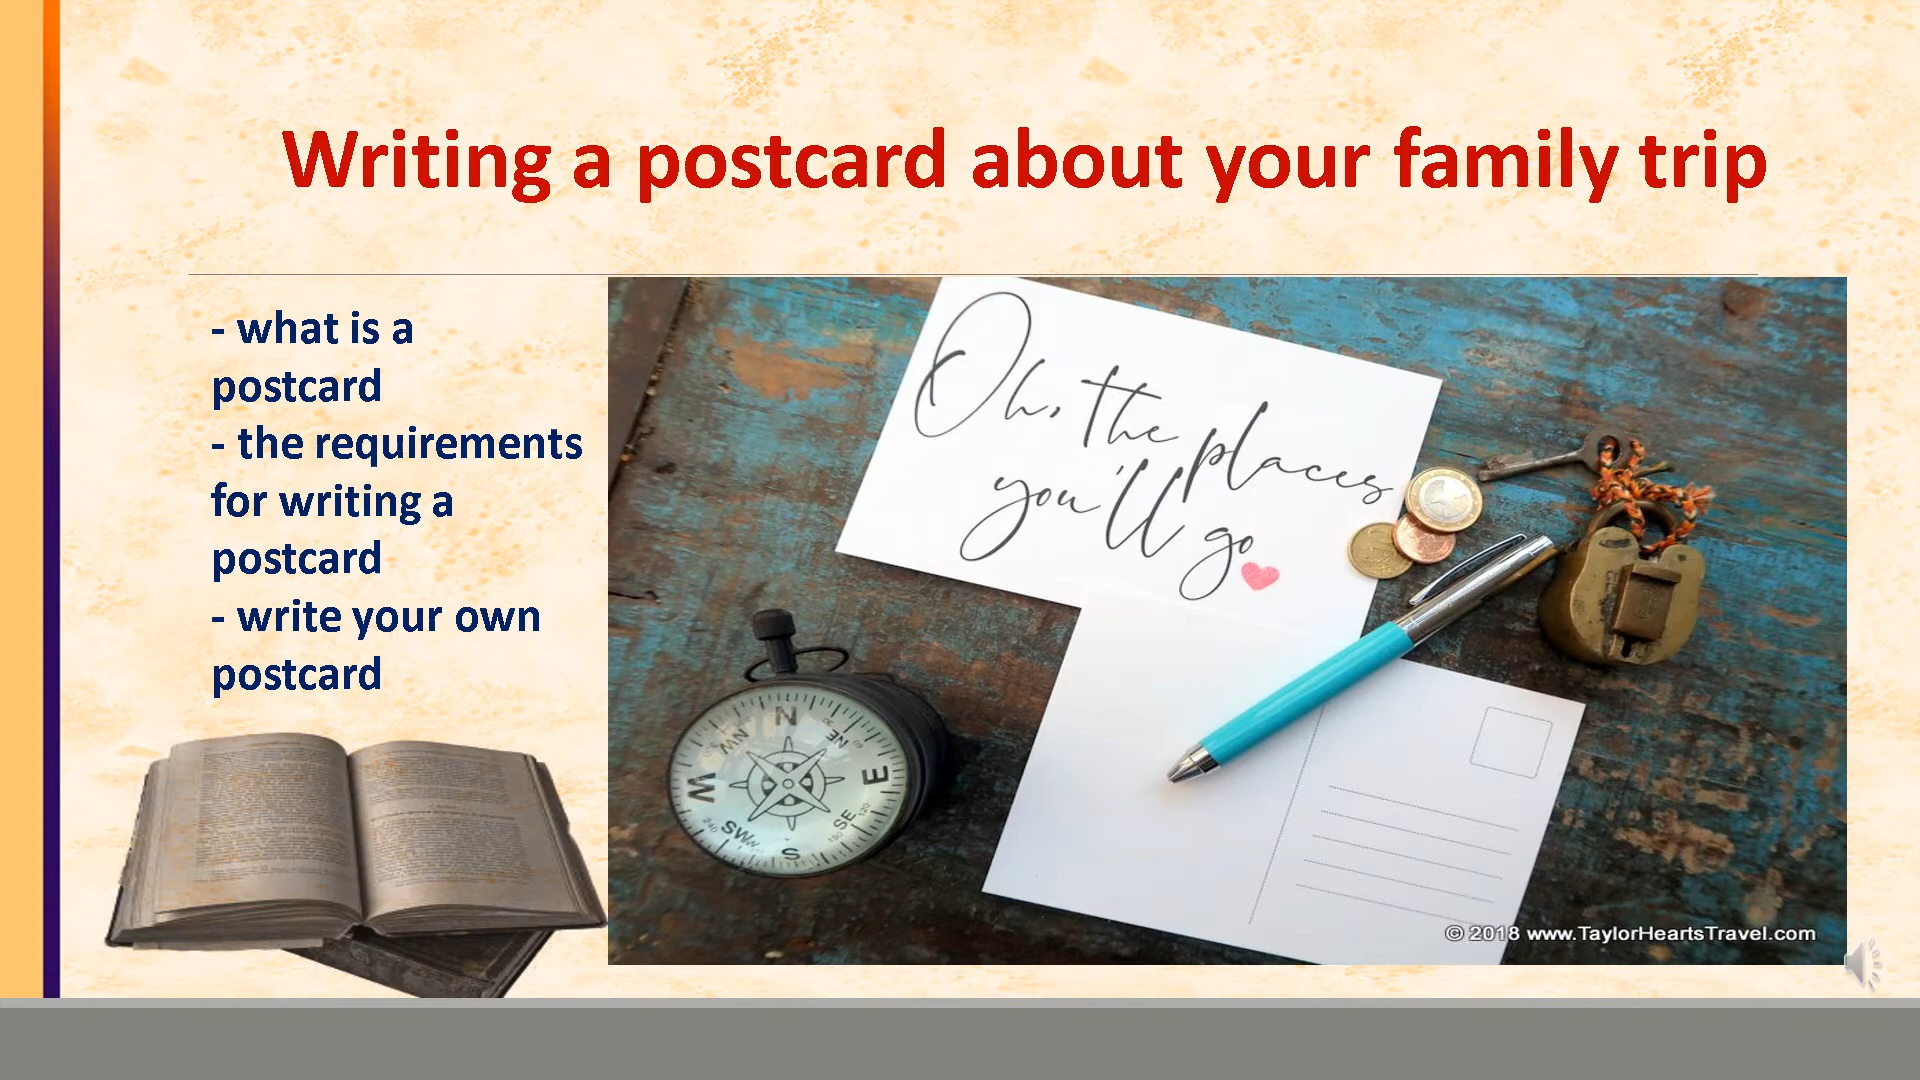 Writing a postcard about your family trip
- what is a
postcard
- the requirements
for writing a
postcard
- write your own
postcard
Oh, the places
you'll go
N
NE
E
SE
S
SW
W
NW
© 2018 www.TaylorHeartsTravel.com